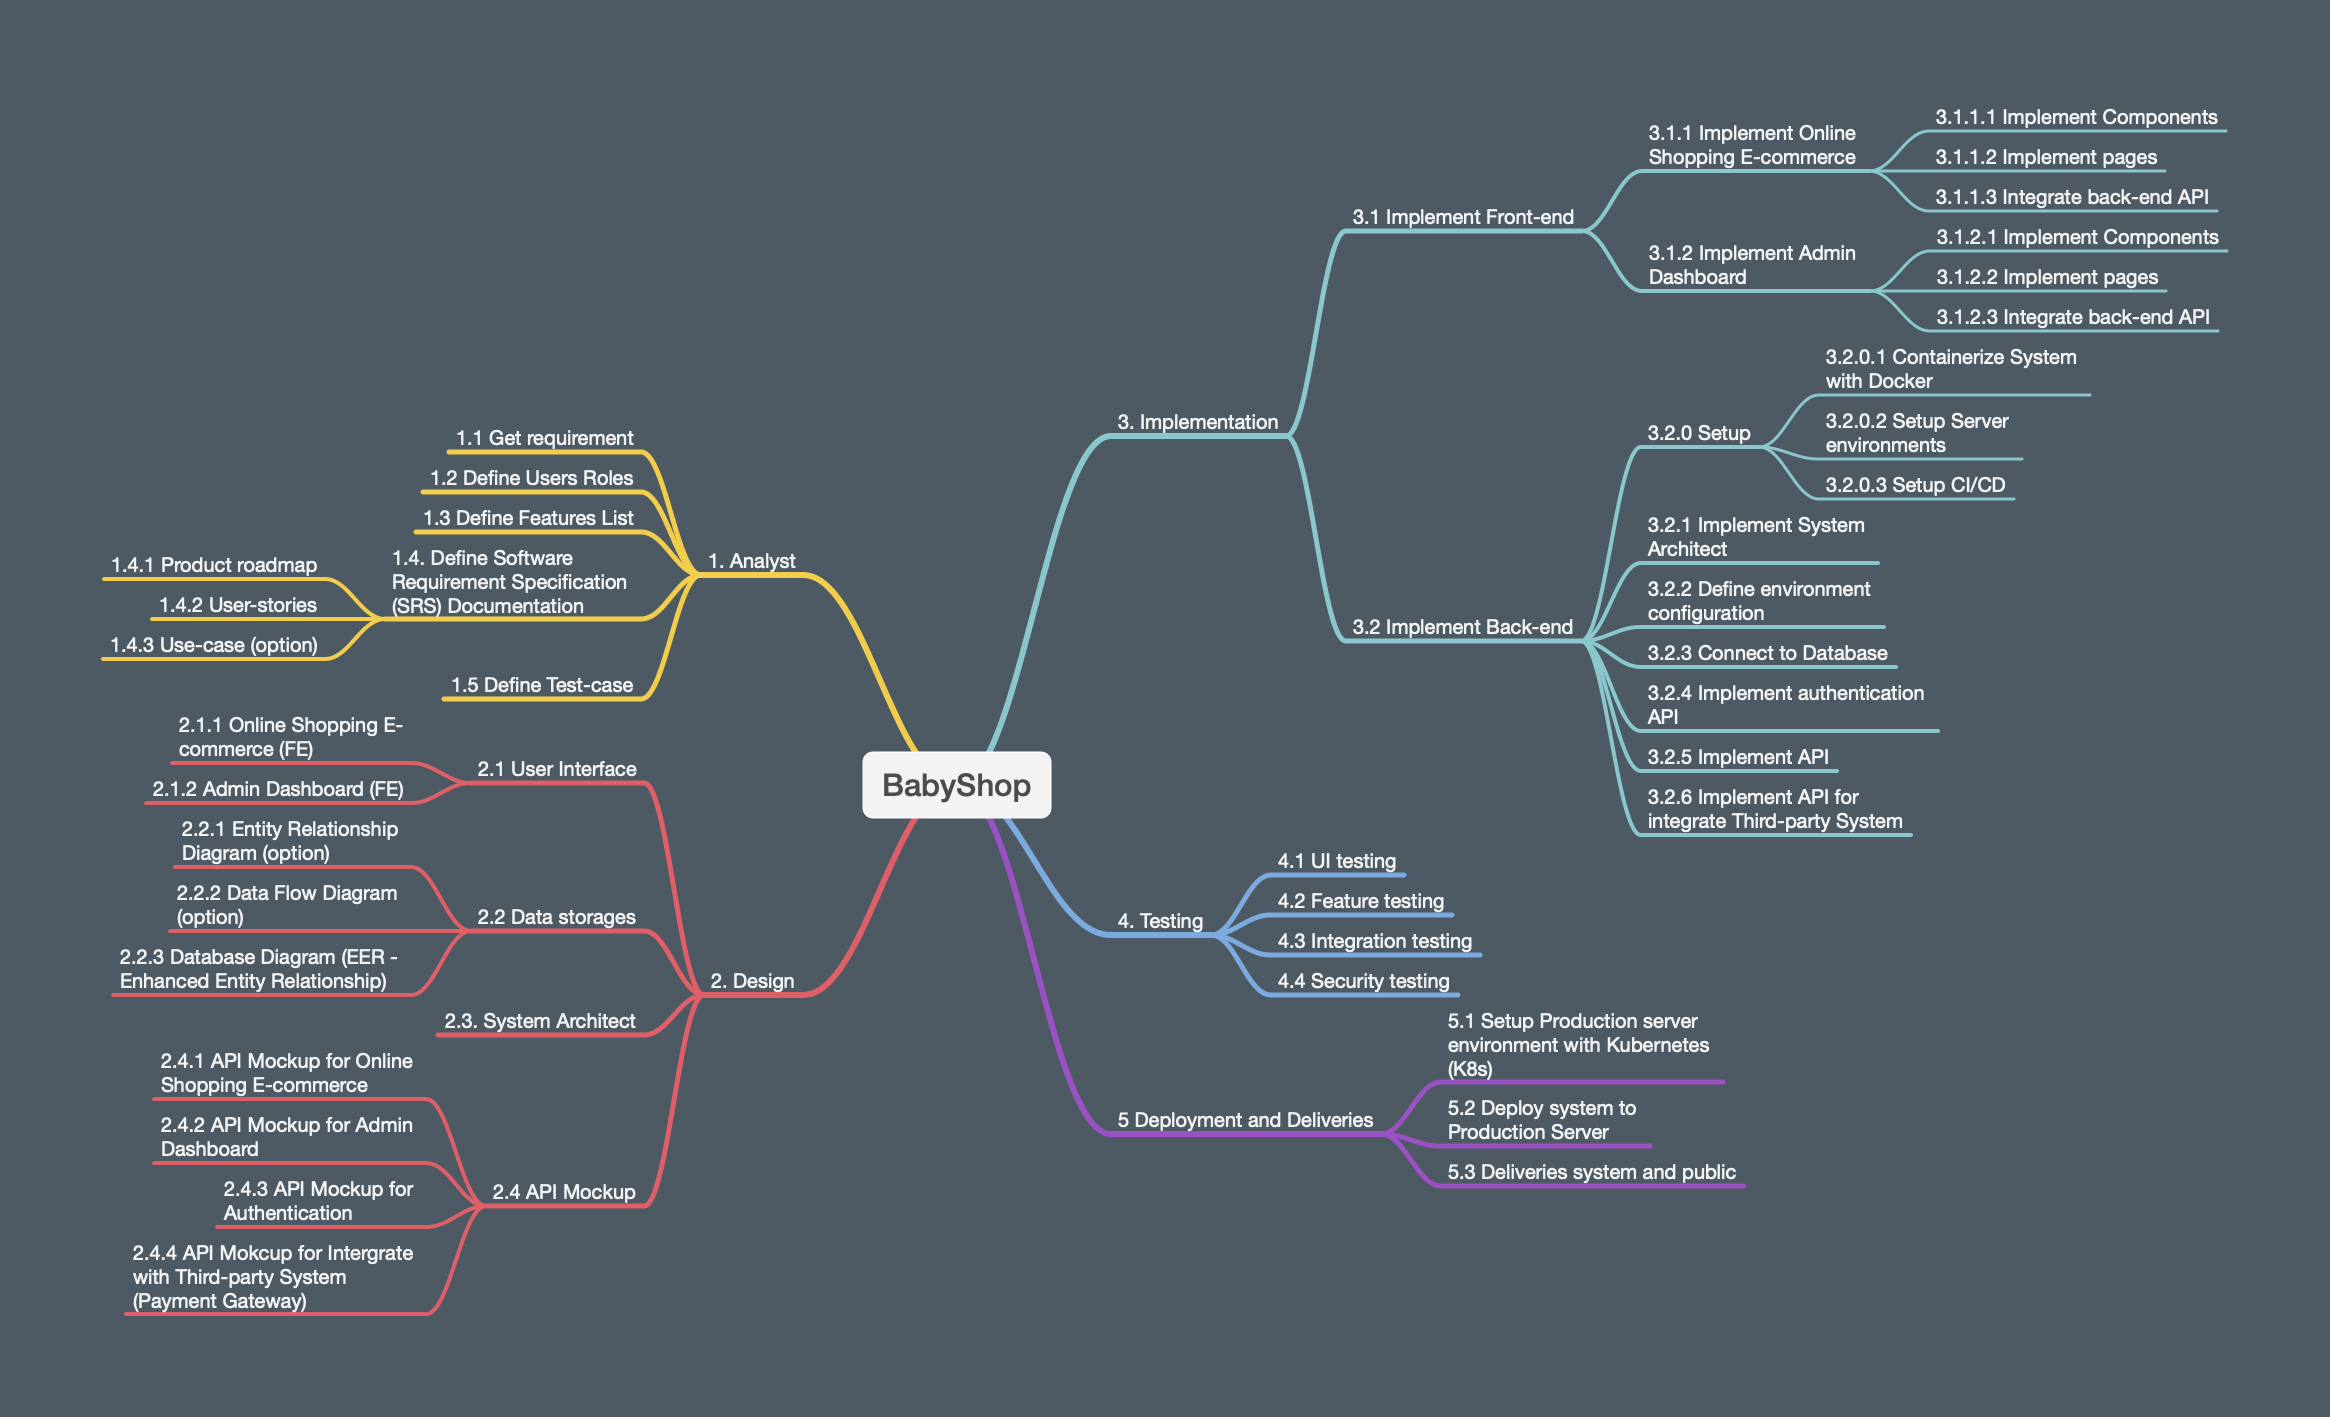 BabyShop
1. Analyst
1.1 Get requirement
1.2 Define Users Roles
1.3 Define Features List
1.4. Define Software
Requirement Specification
(SRS) Documentation
1.4.1 Product roadmap
1.4.2 User-stories
1.4.3 Use-case (option)
1.5 Define Test-case
2. Design
2.1 User Interface
2.1.1 Online Shopping E-
commerce (FE)
2.1.2 Admin Dashboard (FE)
2.2 Data storages
2.2.1 Entity Relationship
Diagram (option)
2.2.2 Data Flow Diagram
(option)
2.2.3 Database Diagram (EER -
Enhanced Entity Relationship)
2.3. System Architect
2.4 API Mockup
2.4.1 API Mockup for Online
Shopping E-commerce
2.4.2 API Mockup for Admin
Dashboard
2.4.3 API Mockup for
Authentication
2.4.4 API Mokcup for Intergrate
with Third-party System
(Payment Gateway)
3. Implementation
3.1 Implement Front-end
3.1.1 Implement Online
Shopping E-commerce
3.1.1.1 Implement Components
3.1.1.2 Implement pages
3.1.1.3 Integrate back-end API
3.1.2 Implement Admin
Dashboard
3.1.2.1 Implement Components
3.1.2.2 Implement pages
3.1.2.3 Integrate back-end API
3.2 Implement Back-end
3.2.0 Setup
3.2.0.1 Containerize System
with Docker
3.2.0.2 Setup Server
environments
3.2.0.3 Setup CI/CD
3.2.1 Implement System
Architect
3.2.2 Define environment
configuration
3.2.3 Connect to Database
3.2.4 Implement authentication
API
3.2.5 Implement API
3.2.6 Implement API for
integrate Third-party System
4. Testing
4.1 UI testing
4.2 Feature testing
4.3 Integration testing
4.4 Security testing
5 Deployment and Deliveries
5.1 Setup Production server
environment with Kubernetes
(K8s)
5.2 Deploy system to
Production Server
5.3 Deliveries system and public